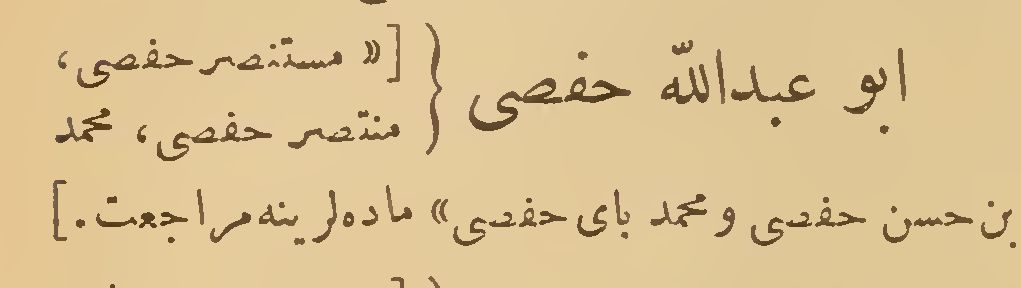 ابو عبدالله حفصی { [« مستنصر حفصی،
منتصر حفصی، محمد
بن حسن حفصی و محمد بای حفصی» ماده‌لرینه مراجعت.]